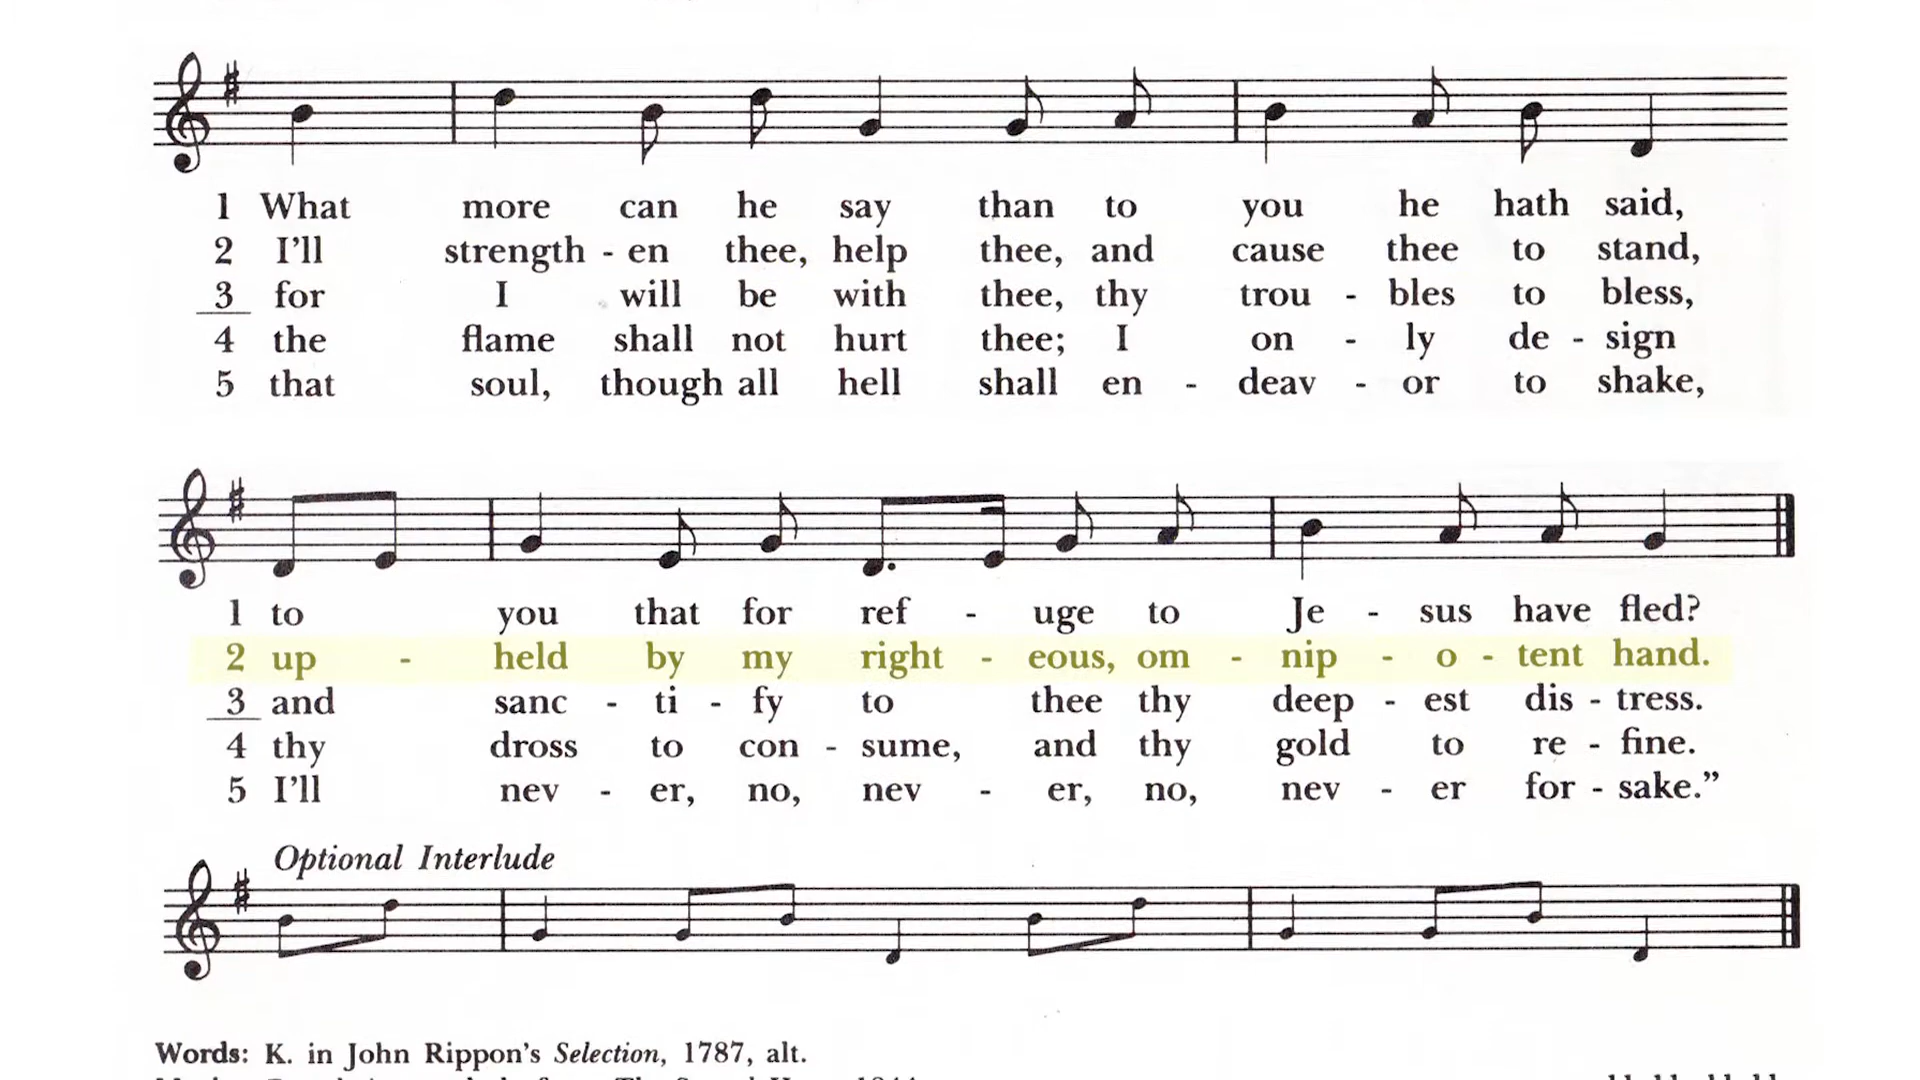 1 What more can he say than to you he hath said,
2 I'll strength - en thee, help thee, and cause thee to stand,
3 for I will be with thee, thy trou - bles to bless,
4 the flame shall not hurt thee; I on - ly de - sign
5 that soul, though all hell shall en - deav - or to shake,
1 to you that for ref - uge to Je - sus have fled?
2 up - held by my right - eous, om - nip - o - tent hand.
3 and sanc - ti - fy to thee thy deep - est dis - tress.
4 thy dross to con - sume, and thy gold to re - fine.
5 I'll nev - er, no, nev - er, no, nev - er for - sake.”
Optional Interlude
Words: K. in John Rippon's Selection, 1787, alt.